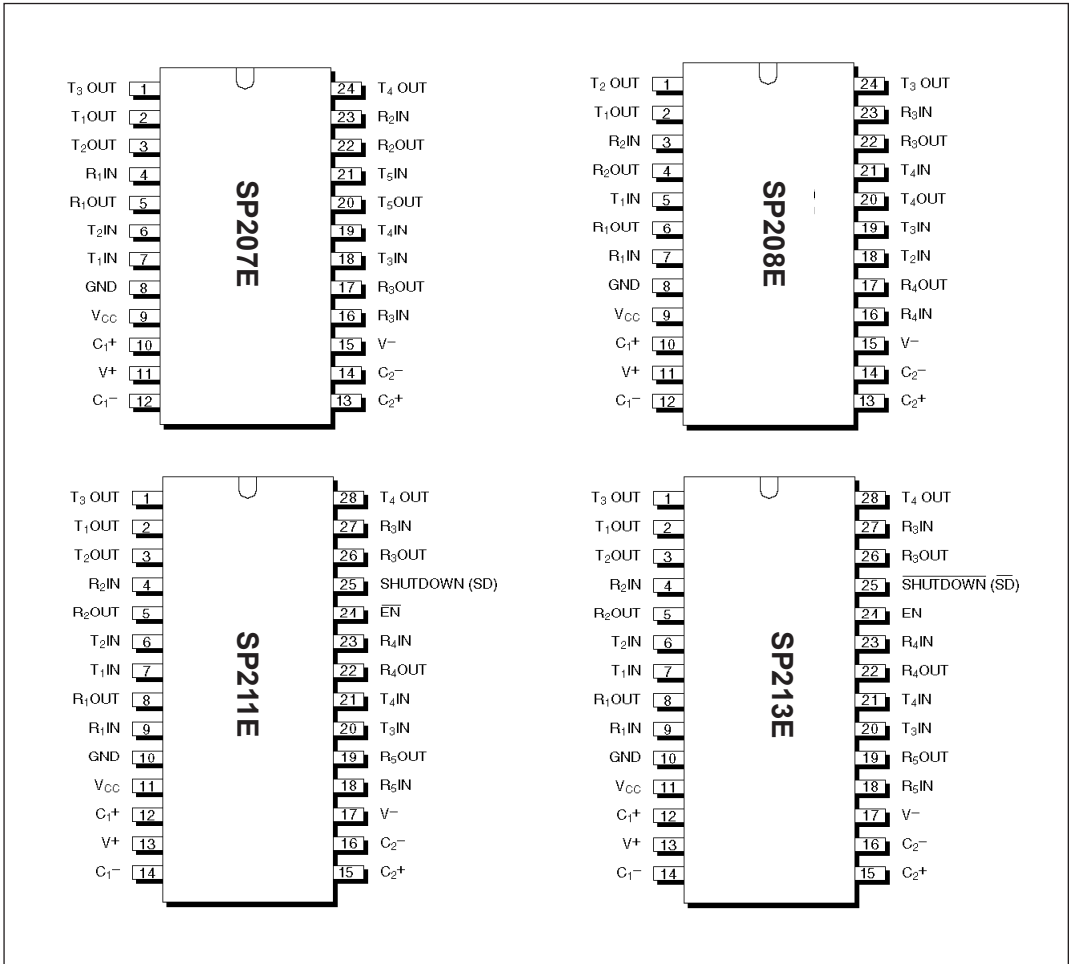 T₃ OUT 1 24 T₄ OUT
T₁OUT 2 23 R₂IN
T₂OUT 3 22 R₂OUT
R₁IN 4 21 T₅IN
R₁OUT 5 20 T₅OUT
T₂IN 6 19 T₄IN
T₁IN 7 18 T₃IN
GND 8 17 R₃OUT
VCC 9 16 R₃IN
C₁+ 10 15 V−
V+ 11 14 C₂−
C₁− 12 13 C₂+
SP207E
T₂ OUT 1 24 T₃ OUT
T₁OUT 2 23 R₃IN
R₂IN 3 22 R₃OUT
R₂OUT 4 21 T₄IN
T₁IN 5 20 T₄OUT
R₁OUT 6 19 T₃IN
R₁IN 7 18 T₂IN
GND 8 17 R₄OUT
VCC 9 16 R₄IN
C₁+ 10 15 V−
V+ 11 14 C₂−
C₁− 12 13 C₂+
SP208E
T₃ OUT 1 28 T₄ OUT
T₁OUT 2 27 R₃IN
T₂OUT 3 26 R₃OUT
R₂IN 4 25 SHUTDOWN (SD)
R₂OUT 5 24 E̅N̅
T₂IN 6 23 R₄IN
T₁IN 7 22 R₄OUT
R₁OUT 8 21 T₄IN
R₁IN 9 20 T₃IN
GND 10 19 R₅OUT
VCC 11 18 R₅IN
C₁+ 12 17 V−
V+ 13 16 C₂−
C₁− 14 15 C₂+
SP211E
T₃ OUT 1 28 T₄ OUT
T₁OUT 2 27 R₃IN
T₂OUT 3 26 R₃OUT
R₂IN 4 25 S̅H̅U̅T̅D̅O̅W̅N̅ (S̅D̅)
R₂OUT 5 24 EN
T₂IN 6 23 R₄IN
T₁IN 7 22 R₄OUT
R₁OUT 8 21 T₄IN
R₁IN 9 20 T₃IN
GND 10 19 R₅OUT
VCC 11 18 R₅IN
C₁+ 12 17 V−
V+ 13 16 C₂−
C₁− 14 15 C₂+
SP213E